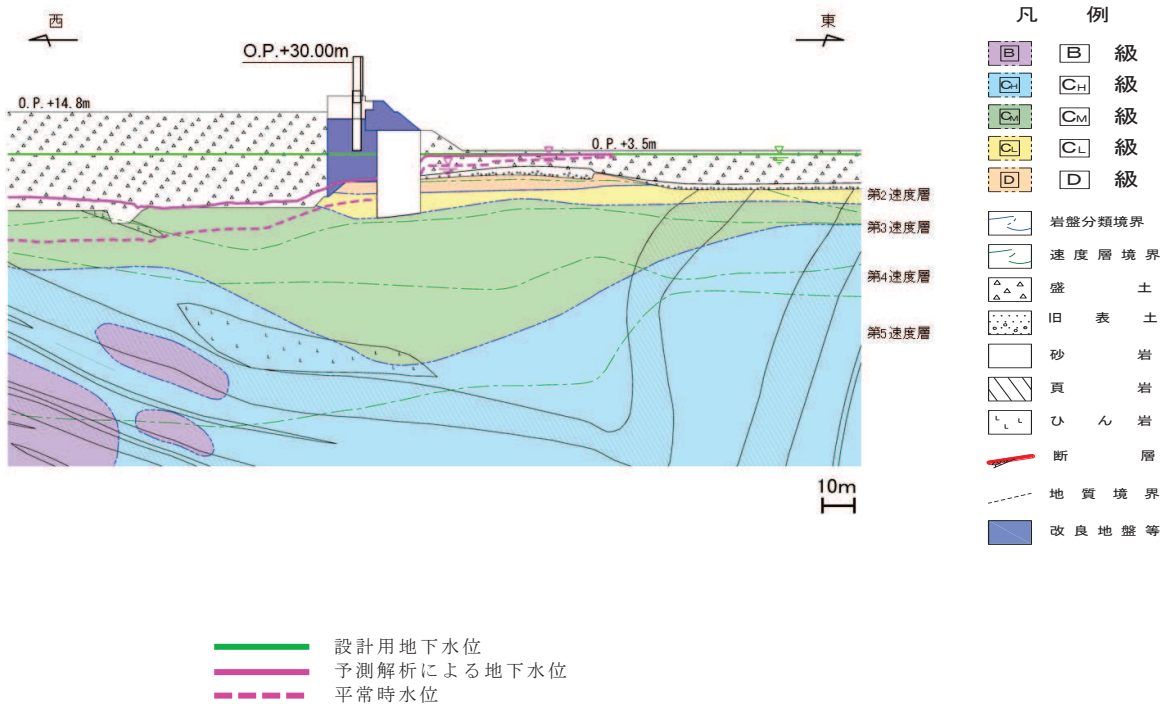 西
東
O.P.+30.00m
O.P.+14.8m
O.P.+3.5m
第2速度層
第3速度層
第4速度層
第5速度層
10m
凡 例
B B 級
CH CH 級
CM CM 級
CL CL 級
D D 級
岩盤分類境界
速度層境界
盛土
旧表土
砂岩
頁岩
ひん岩
断層
地質境界
改良地盤等
設計用地下水位
予測解析による地下水位
平常時水位